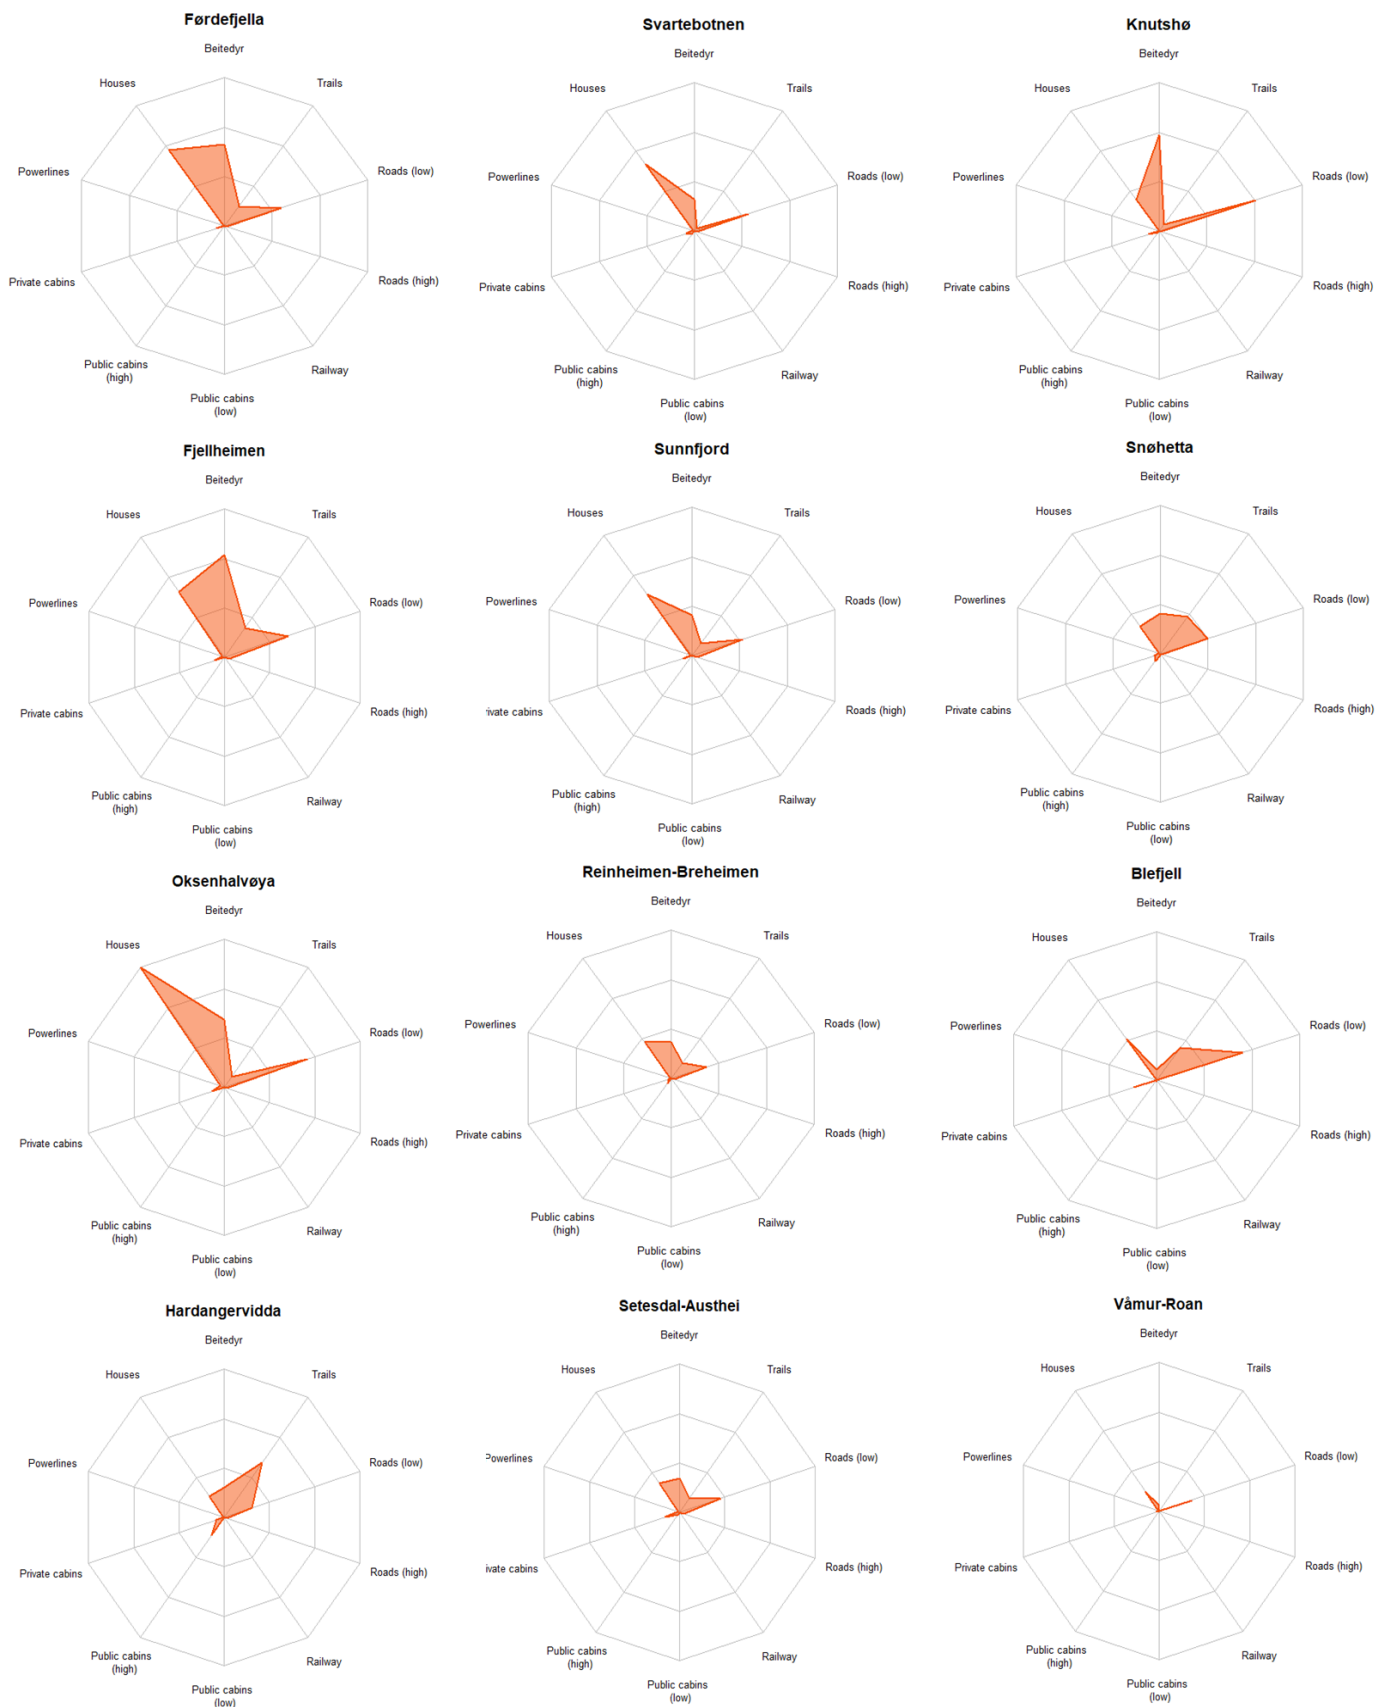 Førdefjella
Beitedyr
Houses
Trails
Powerlines
Roads (low)
Private cabins
Roads (high)
Public cabins
(high)
Railway
Public cabins
(low)
Svartebotnen
Beitedyr
Houses
Trails
Powerlines
Roads (low)
Private cabins
Roads (high)
Public cabins
(high)
Railway
Public cabins
(low)
Knutshø
Beitedyr
Houses
Trails
Powerlines
Roads (low)
Private cabins
Roads (high)
Public cabins
(high)
Railway
Public cabins
(low)
Fjellheimen
Beitedyr
Houses
Trails
Powerlines
Roads (low)
Private cabins
Roads (high)
Public cabins
(high)
Railway
Public cabins
(low)
Sunnfjord
Beitedyr
Houses
Trails
Powerlines
Roads (low)
rivate cabins
Roads (high)
Public cabins
(high)
Railway
Public cabins
(low)
Snøhetta
Beitedyr
Houses
Trails
Powerlines
Roads (low)
Private cabins
Roads (high)
Public cabins
(high)
Railway
Public cabins
(low)
Oksenhalvøya
Beitedyr
Houses
Trails
Powerlines
Roads (low)
Private cabins
Roads (high)
Public cabins
(high)
Railway
Public cabins
(low)
Reinheimen-Breheimen
Beitedyr
Houses
Trails
Powerlines
Roads (low)
Private cabins
Roads (high)
Public cabins
(high)
Railway
Public cabins
(low)
Blefjell
Beitedyr
Houses
Trails
Powerlines
Roads (low)
Private cabins
Roads (high)
Public cabins
(high)
Railway
Public cabins
(low)
Hardangervidda
Beitedyr
Houses
Trails
Powerlines
Roads (low)
Private cabins
Roads (high)
Public cabins
(high)
Railway
Public cabins
(low)
Setesdal-Austhei
Beitedyr
Houses
Trails
Powerlines
Roads (low)
ivate cabins
Roads (high)
Public cabins
(high)
Railway
Public cabins
(low)
Våmur-Roan
Beitedyr
Houses
Trails
Powerlines
Roads (low)
Private cabins
Roads (high)
Public cabins
(high)
Railway
Public cabins
(low)